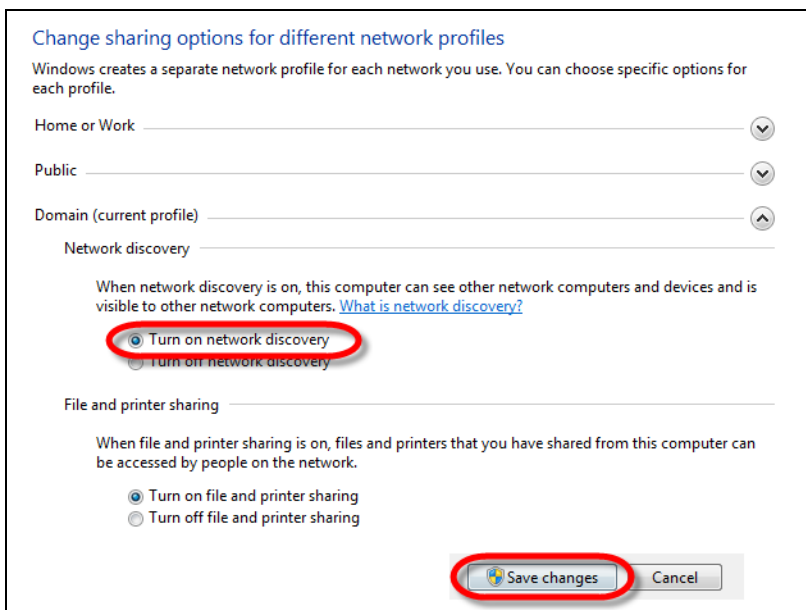 Change sharing options for different network profiles
Windows creates a separate network profile for each network you use. You can choose specific options for
each profile.
Home or Work
Public
Domain (current profile)
Network discovery
When network discovery is on, this computer can see other network computers and devices and is
visible to other network computers. What is network discovery?
Turn on network discovery
Turn off network discovery
File and printer sharing
When file and printer sharing is on, files and printers that you have shared from this computer can
be accessed by people on the network.
Turn on file and printer sharing
Turn off file and printer sharing
Save changes Cancel